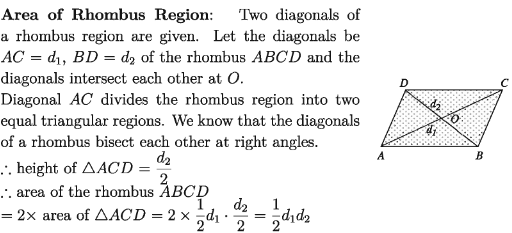 Area of Rhombus Region: Two diagonals of
a rhombus region are given. Let the diagonals be
AC = d₁, BD = d₂ of the rhombus ABCD and the
diagonals intersect each other at O.
Diagonal AC divides the rhombus region into two
equal triangular regions. We know that the diagonals
of a rhombus bisect each other at right angles.
∴ height of △ACD = d₂/2
∴ area of the rhombus ABCD
= 2× area of △ACD = 2 × 1/2 d₁ · d₂/2 = 1/2 d₁d₂
D C
d₂
O
d₁
A B